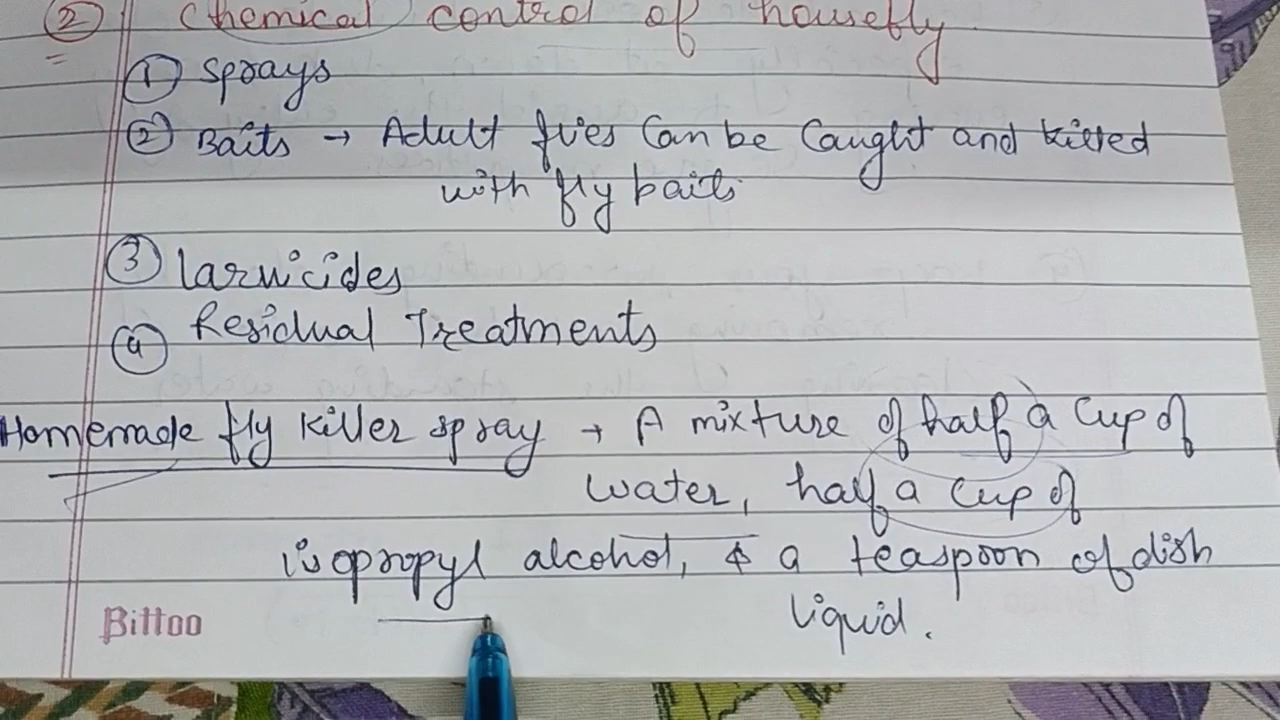 ② Chemical control of housefly
① Sprays
② Baits → Adult flies Can be Caught and killed
with fly baits
③ larvicides
④ Residual Treatments
Homemade fly killer spray → A mixture of half a cup of
water, half a cup of
isopropyl alcohol, & a teaspoon of dish
liquid.
Bittoo